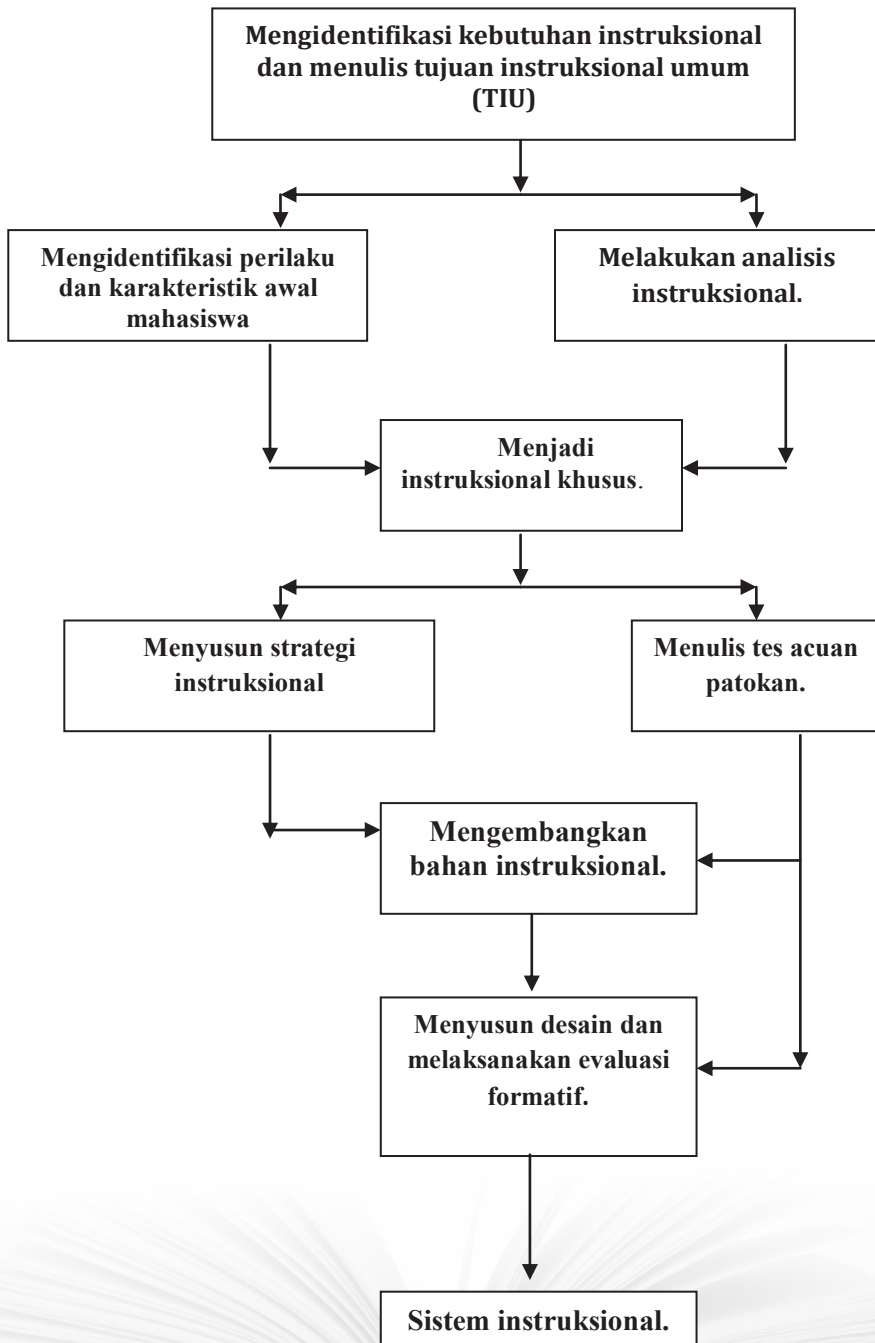 Mengidentifikasi kebutuhan instruksional
dan menulis tujuan instruksional umum
(TIU)
Mengidentifikasi perilaku
dan karakteristik awal
mahasiswa
Melakukan analisis
instruksional.
Menjadi
instruksional khusus.
Menyusun strategi
instruksional
Menulis tes acuan
patokan.
Mengembangkan
bahan instruksional.
Menyusun desain dan
melaksanakan evaluasi
formatif.
Sistem instruksional.